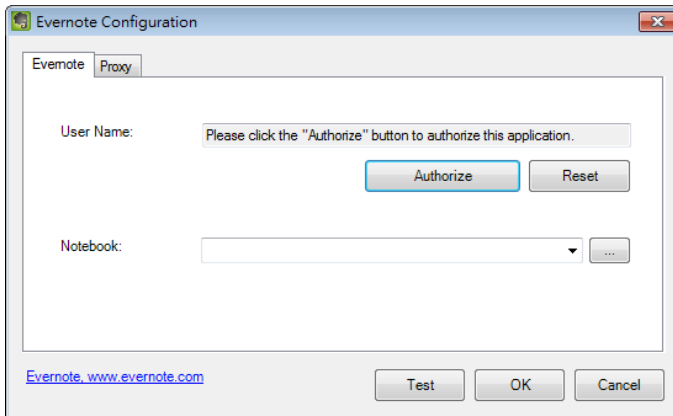 Evernote Configuration
Evernote Proxy
User Name: Please click the "Authorize" button to authorize this application.
Authorize Reset
Notebook: ...
Evernote, www.evernote.com Test OK Cancel